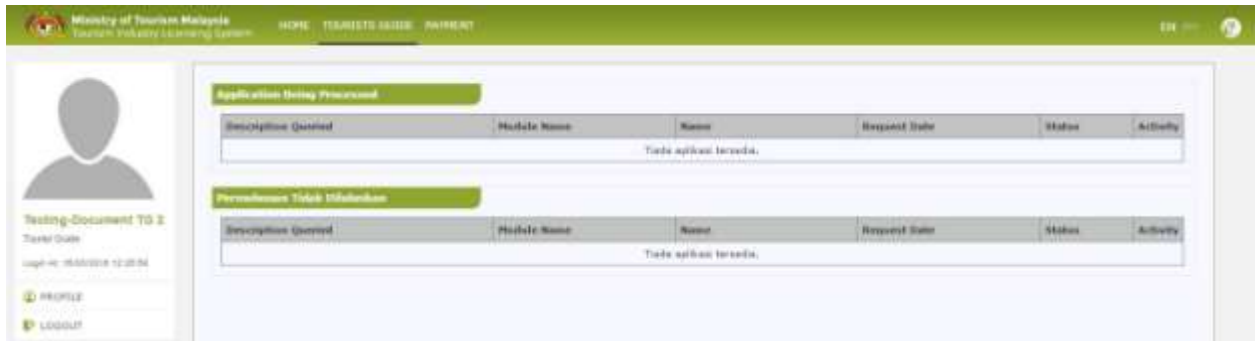 Ministry of Tourism Malaysia
Tourism Industry Licensing System
HOME TOURISTS GUIDE PAYMENT
EN
Application Being Processed
Description Queried Module Name Name Request Date Status Activity
Tiada aplikasi tersedia.
Permohonan Tidak
Description Queried Module Name Name Request Date Status Activity
Tiada aplikasi tersedia.
Testing-Document TG 2
Tourist Guide
PROFILE
LOGOUT